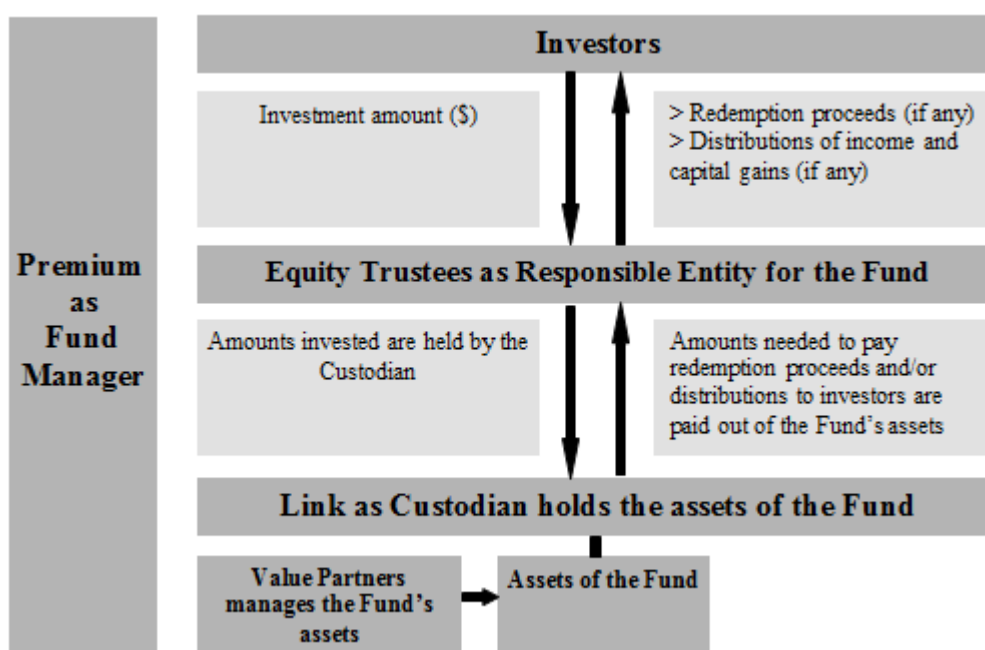 Investors
Investment amount ($)
> Redemption proceeds (if any)
> Distributions of income and
capital gains (if any)
Premium
as
Fund
Manager
Equity Trustees as Responsible Entity for the Fund
Amounts invested are held by the
Custodian
Amounts needed to pay
redemption proceeds and/or
distributions to investors are
paid out of the Fund's assets
Link as Custodian holds the assets of the Fund
Value Partners
manages the Fund's
assets
Assets of the Fund